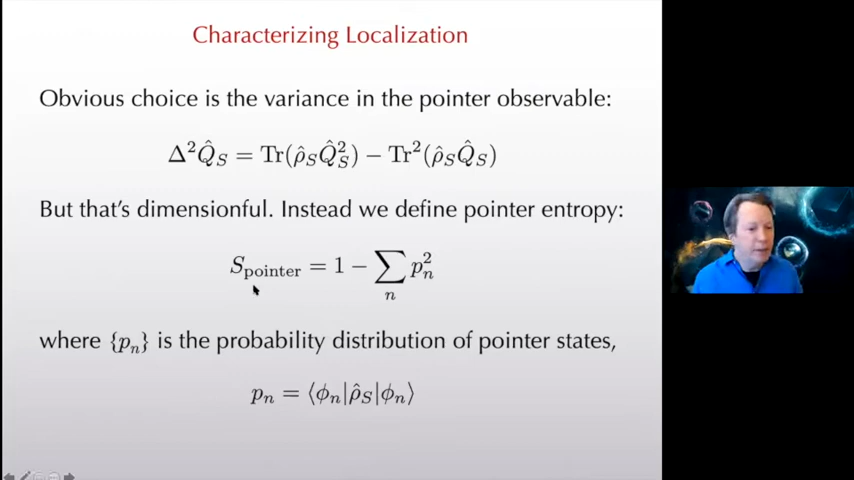 Characterizing Localization
Obvious choice is the variance in the pointer observable:
Δ²Q̂_S = Tr(ρ̂_S Q̂_S²) − Tr²(ρ̂_S Q̂_S)
But that's dimensionful. Instead we define pointer entropy:
S_pointer = 1 − ∑_n p_n²
where {p_n} is the probability distribution of pointer states,
p_n = ⟨ϕ_n|ρ̂_S|ϕ_n⟩